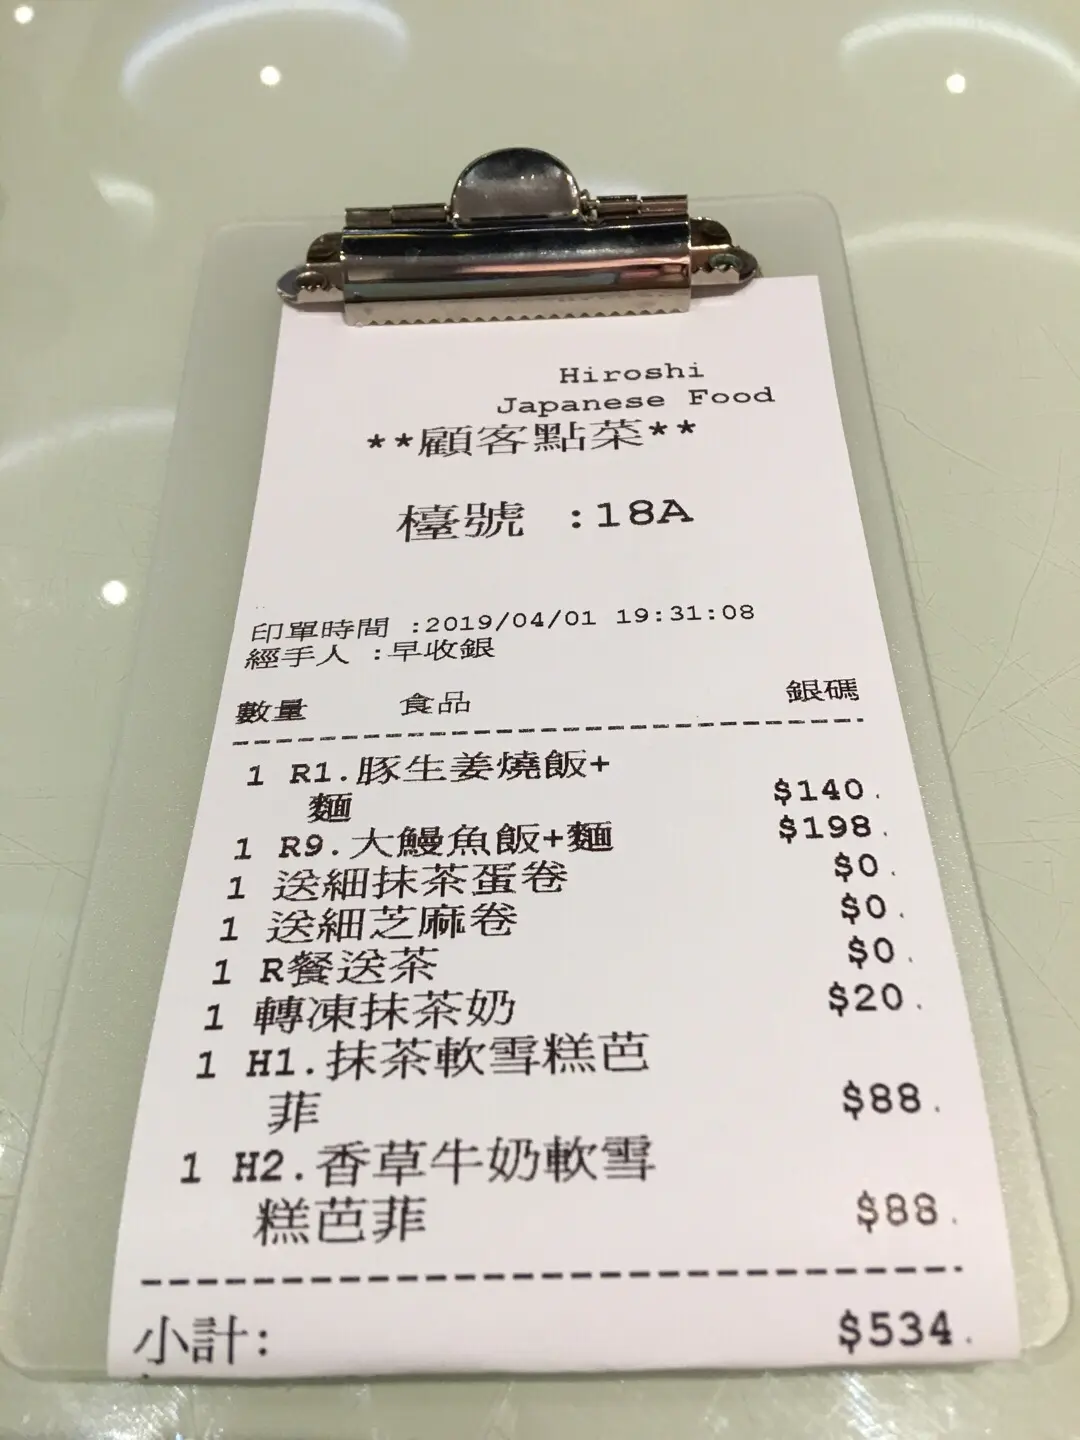 Hiroshi
Japanese Food
**顧客點菜**
檯號 :18A
印單時間 :2019/04/01 19:31:08
經手人 :早收銀
數量 食品 銀碼
1 R1.豚生姜燒飯+
麵 $140.
1 R9.大鰻魚飯+麵 $198.
1 送細抹茶蛋卷 $0.
1 送細芝麻卷 $0.
1 R餐送茶 $0.
1 轉凍抹茶奶 $20.
1 H1.抹茶軟雪糕芭
菲 $88.
1 H2.香草牛奶軟雪
糕芭菲 $88.
小計: $534.